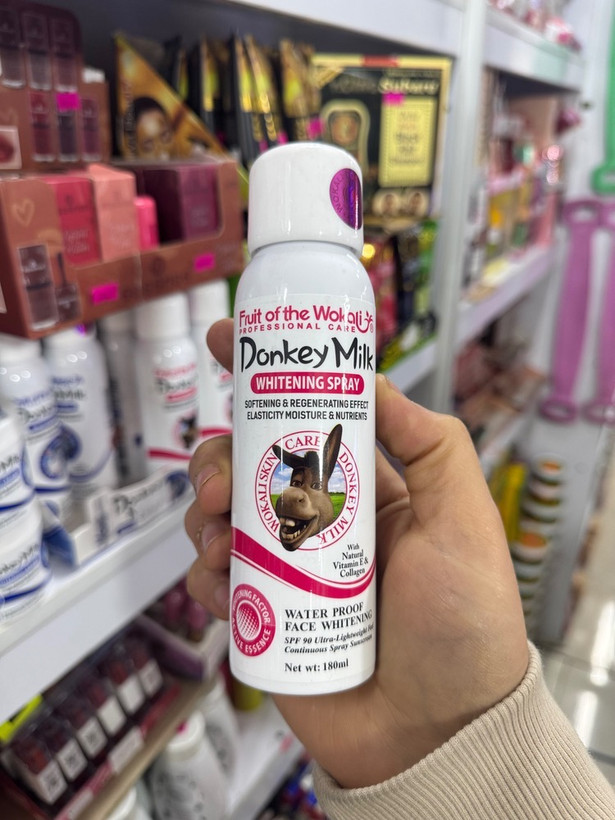 Fruit of the Wokali
PROFESSIONAL CARE
Donkey Milk
WHITENING SPRAY
SOFTENING & REGENERATING EFFECT
ELASTICITY MOISTURE & NUTRIENTS
WOKALI SKIN CARE DONKEY MILK
With
Natural
Vitamin E &
Collagen
WATER PROOF
FACE WHITENING
SPF 90 Ultra-Lightweight
Continuous Spray
Net wt: 180ml